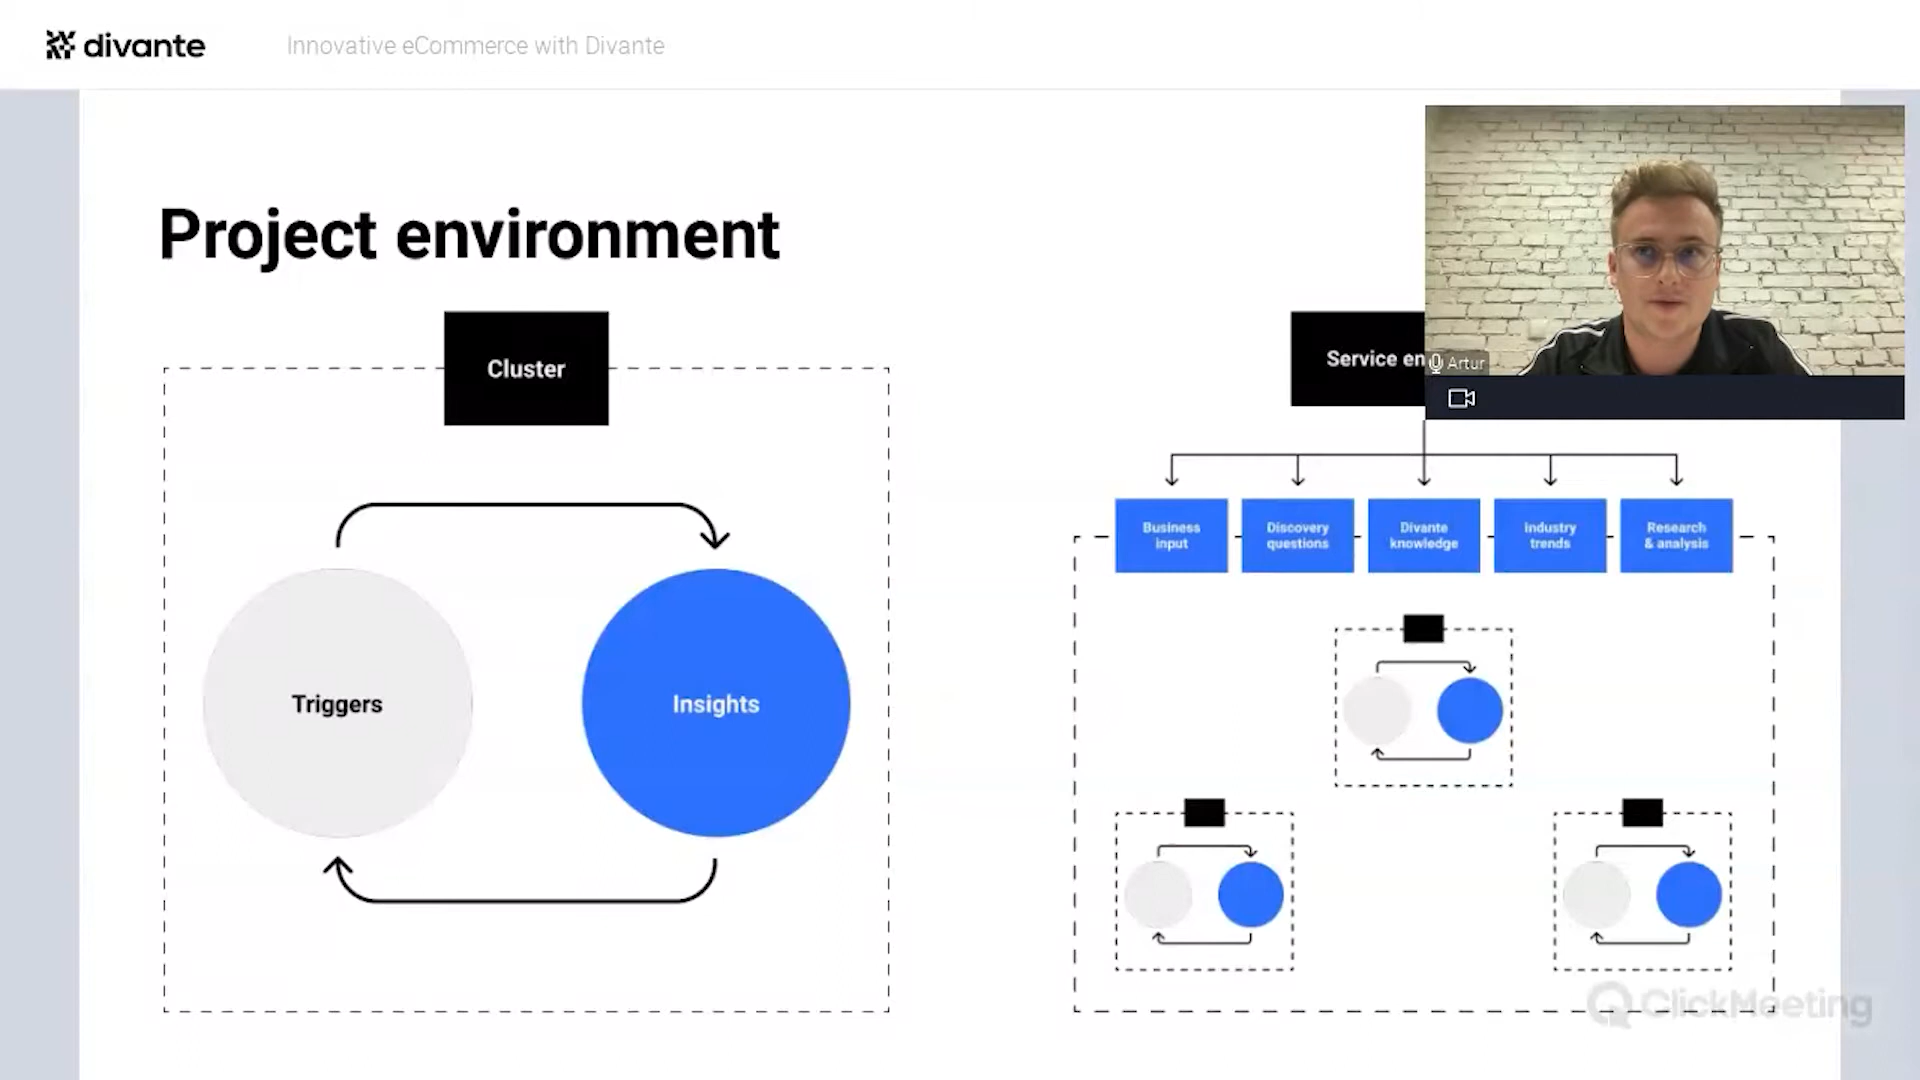 divante
Innovative eCommerce with Divante
Project environment
Cluster
Service en
Artur
Business
input
Discovery
questions
Divante
knowledge
Industry
trends
Research
& analysis
Triggers
Insights
ClickMeeting